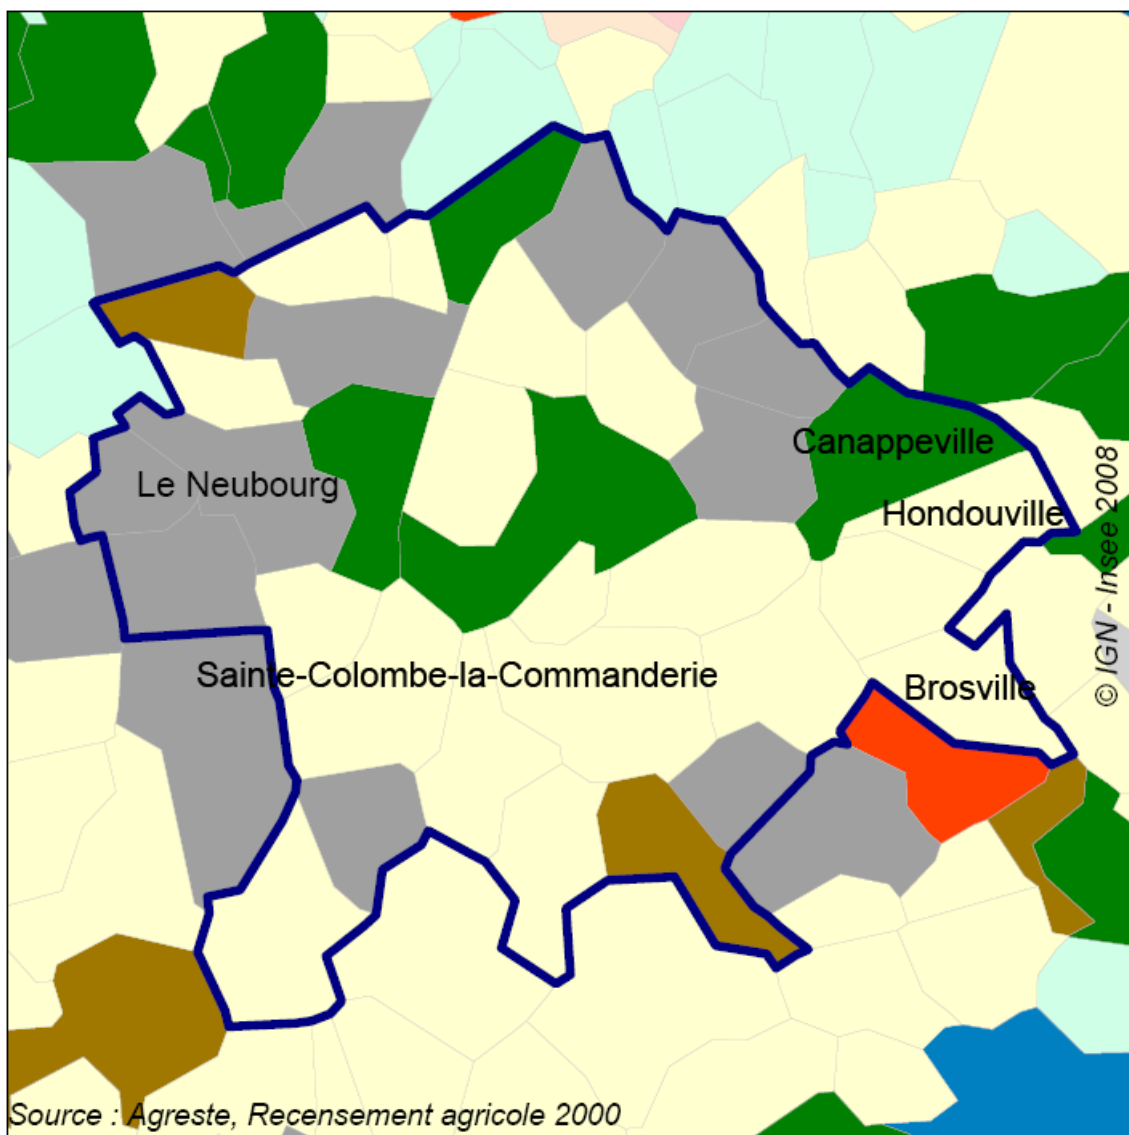 Canappeville
Le Neubourg
Hondouville
© IGN - Insee 2008
Sainte-Colombe-la-Commanderie
Brosville
Source : Agreste, Recensement agricole 2000